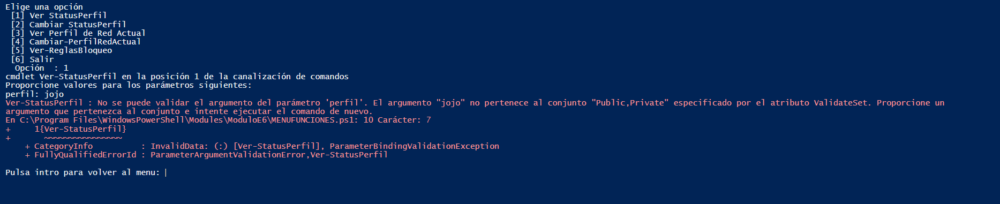 Elige una opción
[1] Ver StatusPerfil
[2] Cambiar StatusPerfil
[3] Ver Perfil de Red Actual
[4] Cambiar-PerfilRedActual
[5] Ver-ReglasBloqueo
[6] Salir
Opción  : 1
cmdlet Ver-StatusPerfil en la posición 1 de la canalización de comandos
Proporcione valores para los parámetros siguientes:
perfil: jojo
Ver-StatusPerfil : No se puede validar el argumento del parámetro 'perfil'. El argumento "jojo" no pertenece al conjunto "Public,Private" especificado por el atributo ValidateSet. Proporcione un
argumento que pertenezca al conjunto e intente ejecutar el comando de nuevo.
En C:\Program Files\WindowsPowerShell\Modules\ModuloE6\MENUFUNCIONES.ps1: 10 Carácter: 7
+     1{Ver-StatusPerfil}
+       ~~~~~~~~~~~~~~~~
    + CategoryInfo          : InvalidData: (:) [Ver-StatusPerfil], ParameterBindingValidationException
    + FullyQualifiedErrorId : ParameterArgumentValidationError,Ver-StatusPerfil
Pulsa intro para volver al menu: